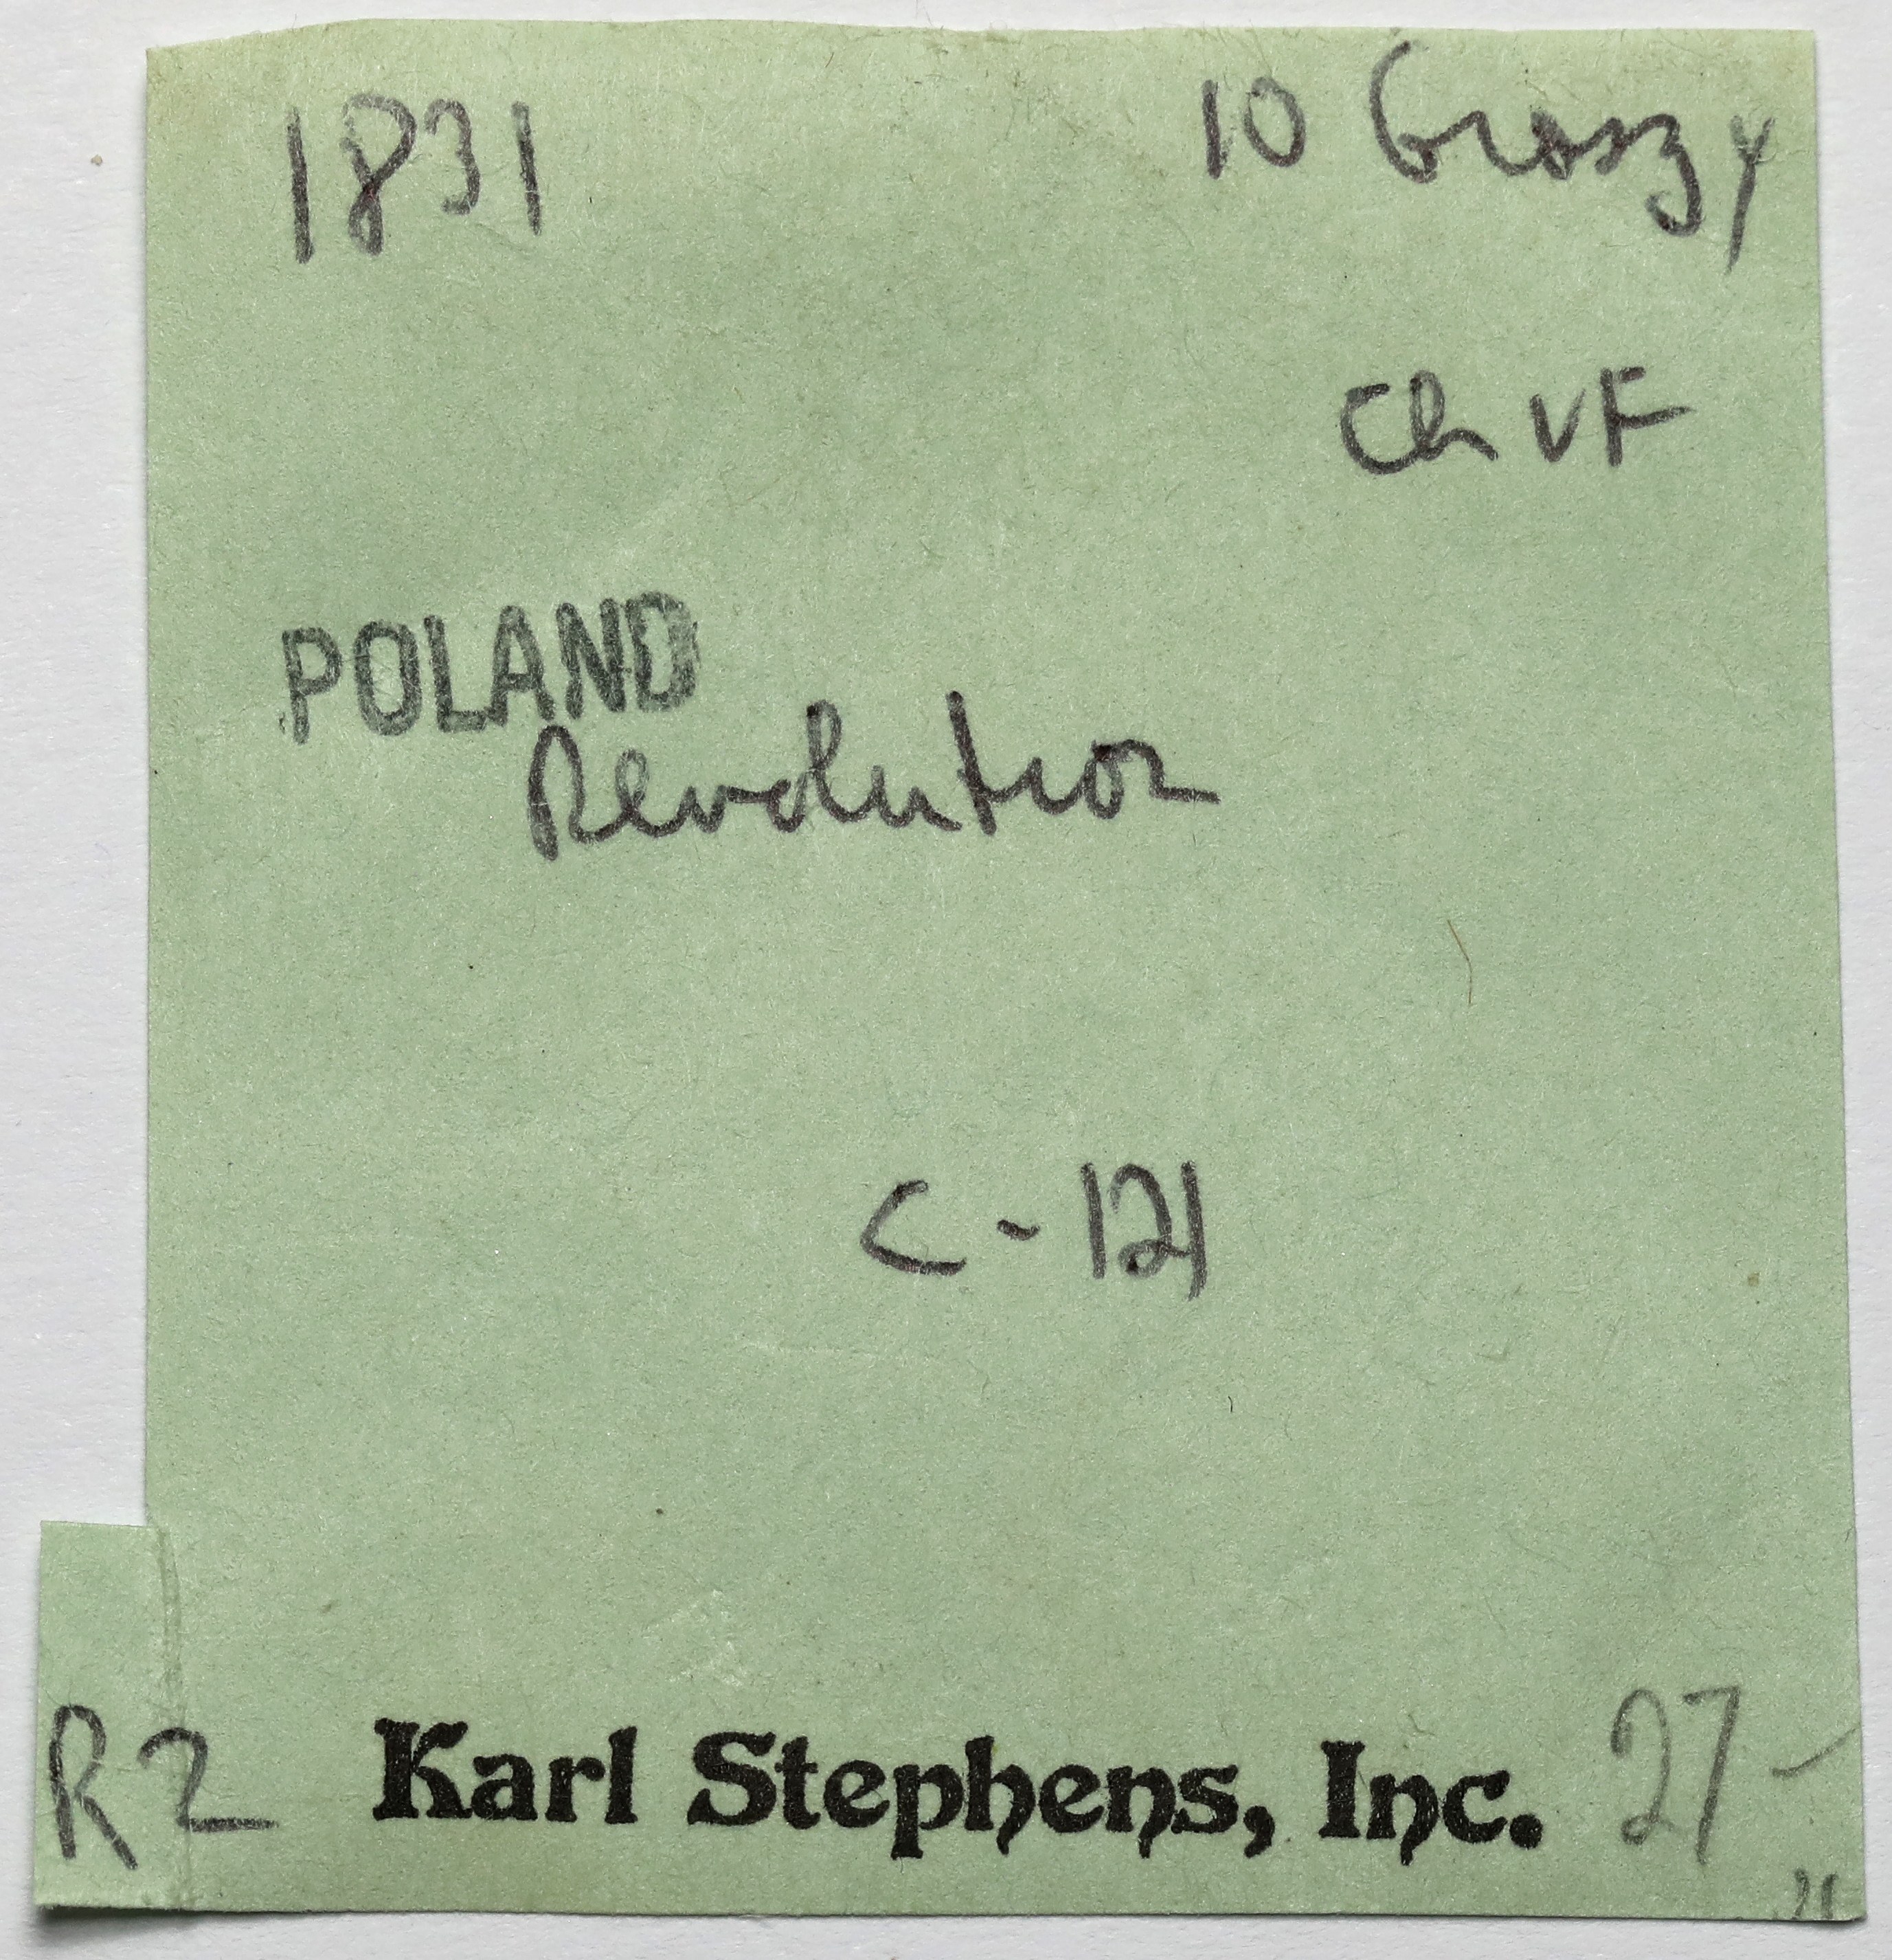 1831 10 Groszy
Ch VF
POLAND
Revolution
C-121
R2 Karl Stephens, Inc. 27-